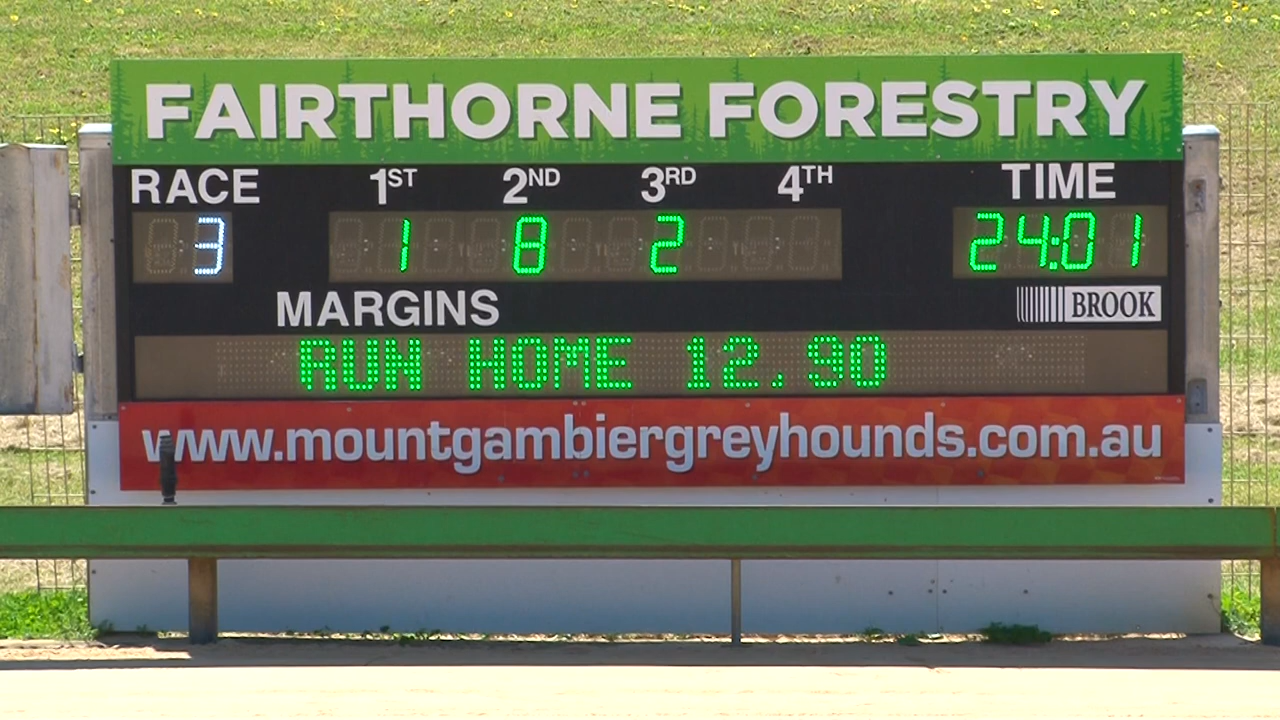 FAIRTHORNE FORESTRY
RACE 1ST 2ND 3RD 4TH TIME
3 1 8 2 24:01
MARGINS BROOK
RUN HOME 12.90
www.mountgambiergreyhounds.com.au